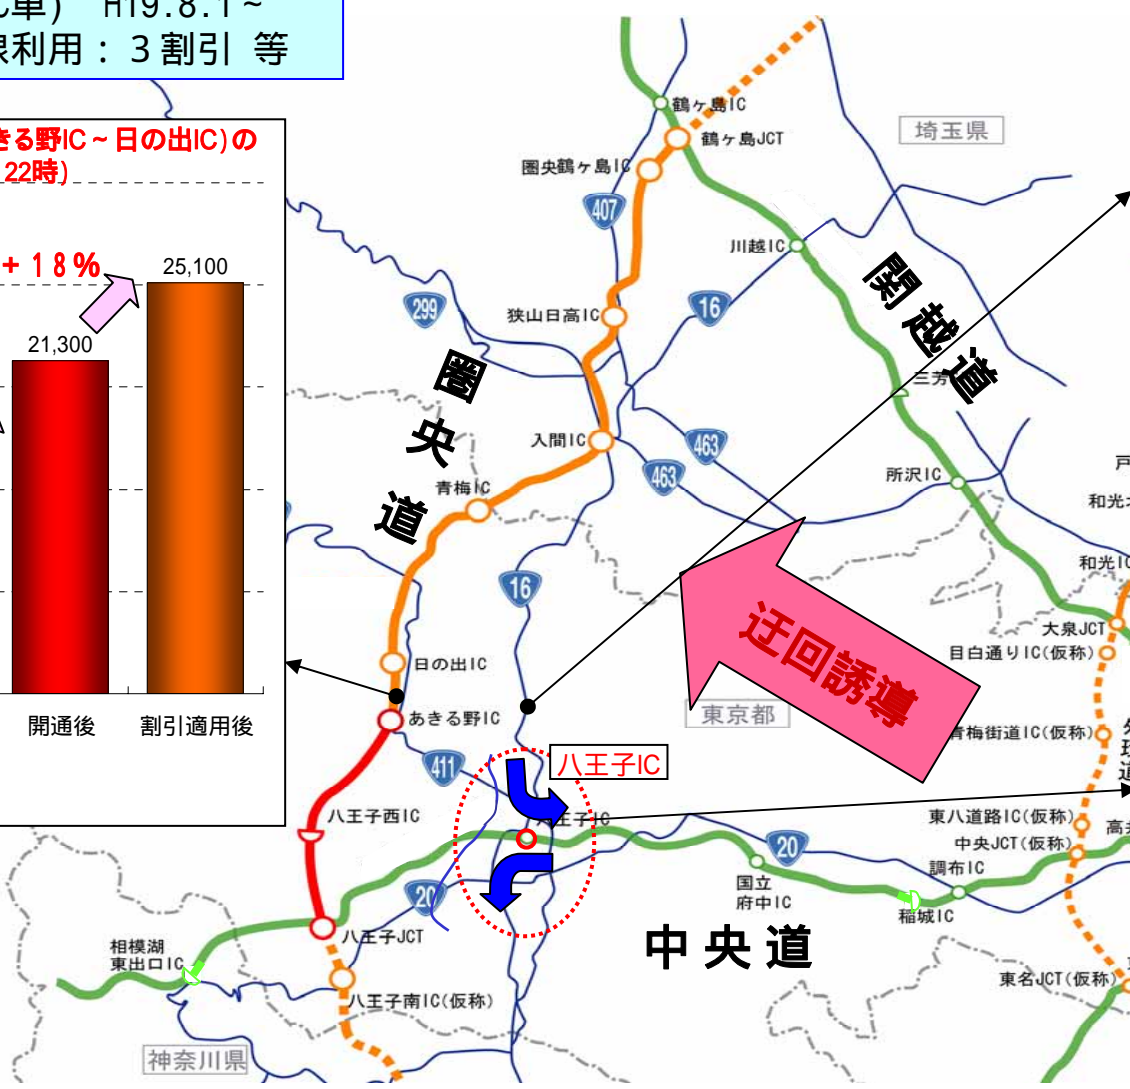 車) H19.8.1～
線利用：３割引 等
きる野IC～日の出IC)の
22時)
+18%
25,100
21,300
開通後
割引適用後
鶴ヶ島IC
鶴ヶ島JCT
埼玉県
圏央鶴ヶ島IC
407
川越IC
299
狭山日高IC
16
関越道
圏央道
三芳
入間IC
463
463
青梅IC
所沢IC
和光IC
16
大泉JCT
迂回誘導
日の出IC
目白通りIC(仮称)
あきる野IC
東京都
青梅街道IC(仮称)
411
八王子IC
八王子西IC
八王子IC
東八道路IC(仮称)
中央JCT(仮称)
20
調布IC
国立
府中IC
20
稲城IC
八王子JCT
中央道
相模湖
東出口IC
東名JCT(仮称)
八王子南IC(仮称)
神奈川県